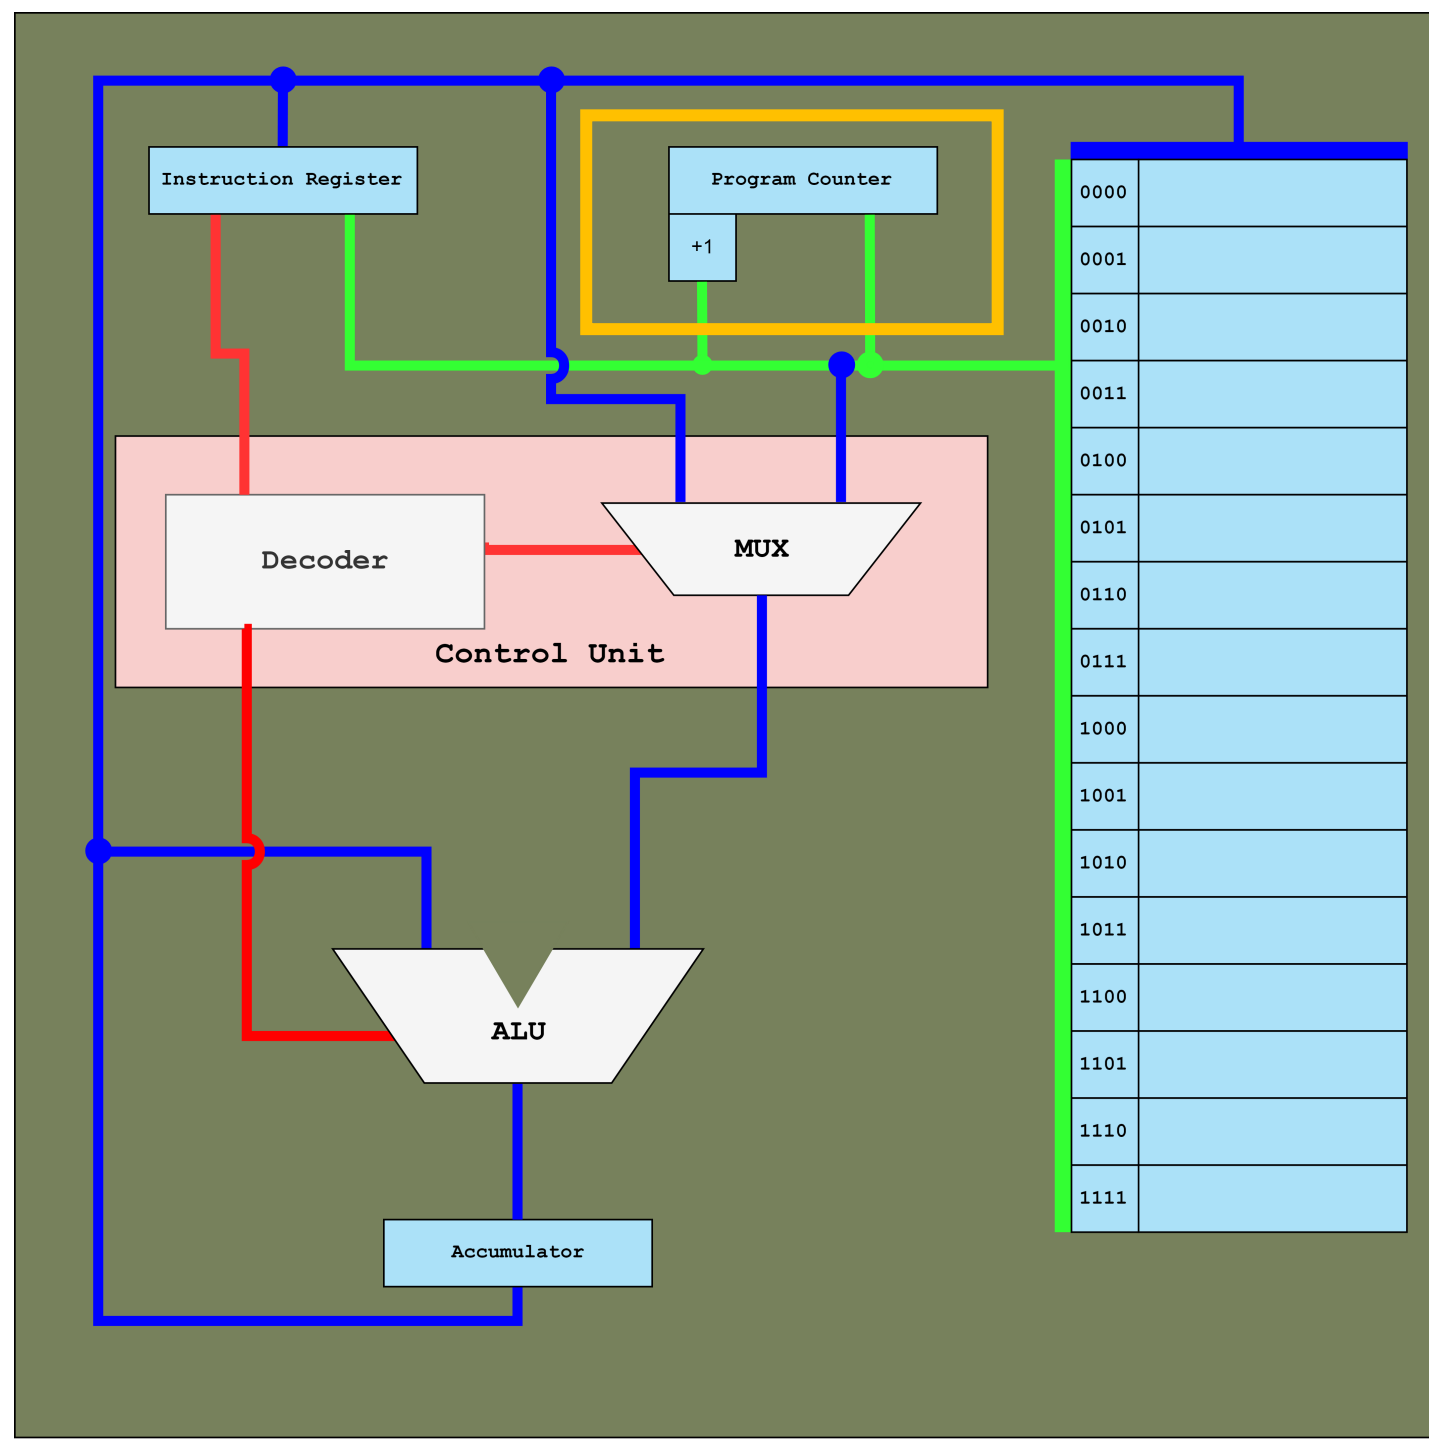 Instruction Register
Program Counter
+1
0000
0001
0010
0011
0100
0101
0110
0111
1000
1001
1010
1011
1100
1101
1110
1111
Decoder
MUX
Control Unit
ALU
Accumulator